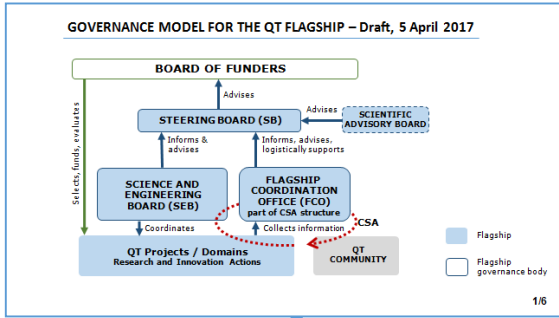 GOVERNANCE MODEL FOR THE QT FLAGSHIP – Draft, 5 April 2017
BOARD OF FUNDERS
Selects, funds, evaluates
Advises
STEERING BOARD (SB)
Advises
SCIENTIFIC
ADVISORY BOARD
Informs &
advises
Informs, advises,
logistically supports
SCIENCE AND
ENGINEERING
BOARD (SEB)
FLAGSHIP
COORDINATION
OFFICE (FCO)
part of CSA structure
CSA
Coordinates
Collects information
QT Projects / Domains
Research and Innovation Actions
QT
COMMUNITY
Flagship
Flagship
governance body
1/6